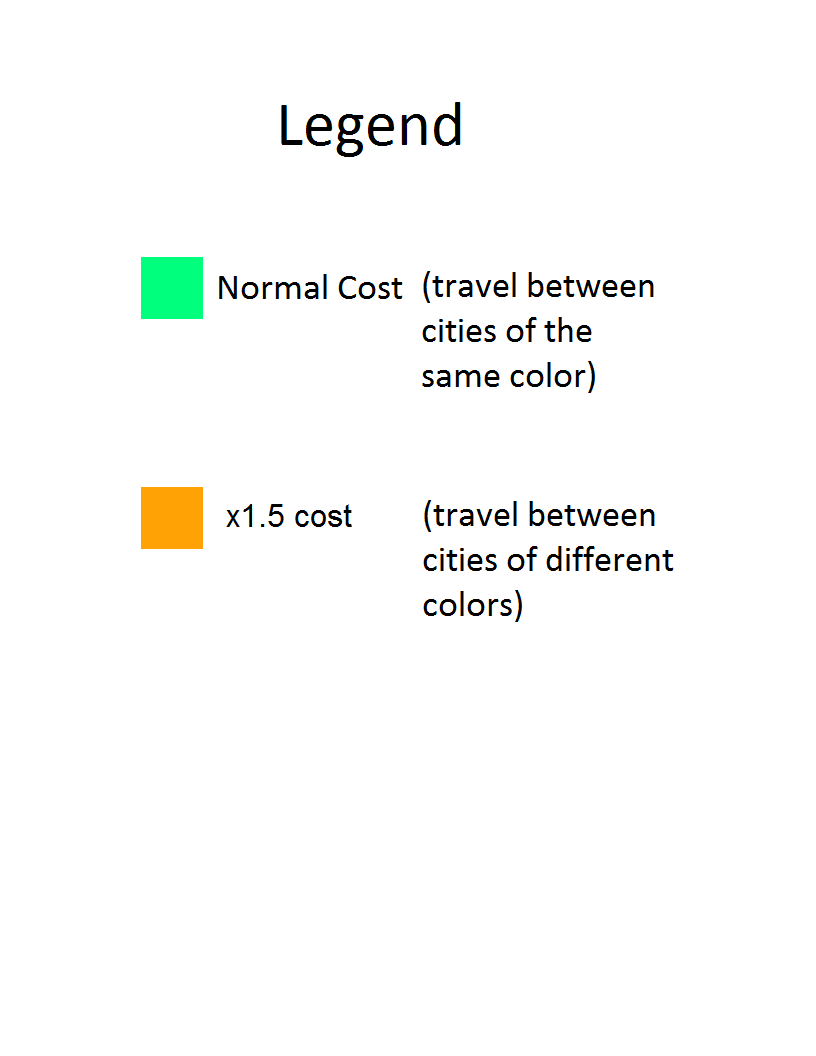 Legend
Normal Cost (travel between
cities of the
same color)
x1.5 cost (travel between
cities of different
colors)